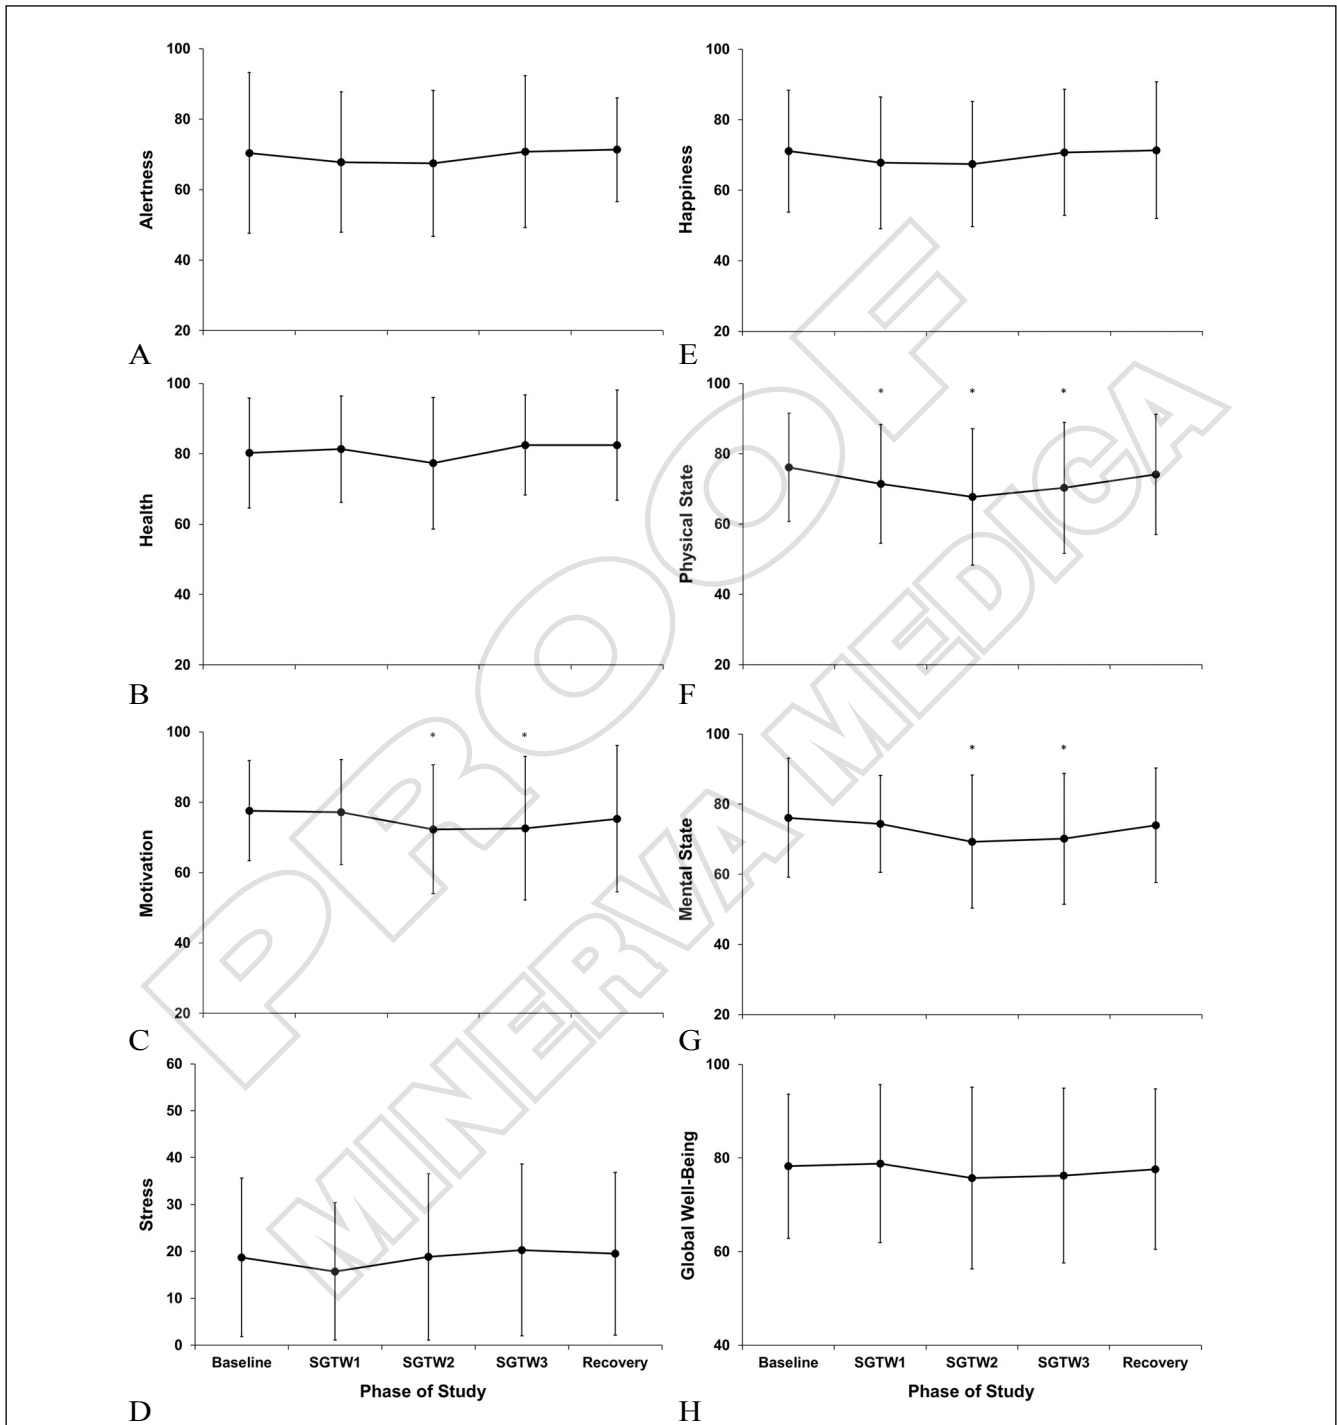 100
80
60
40
20
Alertness
A
100
80
60
40
20
Happiness
E
100
80
60
40
20
Health
B
100
80
60
40
20
Physical State
* * *
F
100
80
60
40
20
Motivation
* *
C
100
80
60
40
20
Mental State
* *
G
60
50
40
30
20
10
0
Stress
Baseline SGTW1 SGTW2 SGTW3 Recovery
Phase of Study
D
100
80
60
40
Global Well-Being
Baseline SGTW1 SGTW2 SGTW3 Recovery
Phase of Study
H
PROOF
MINERVA MEDICA